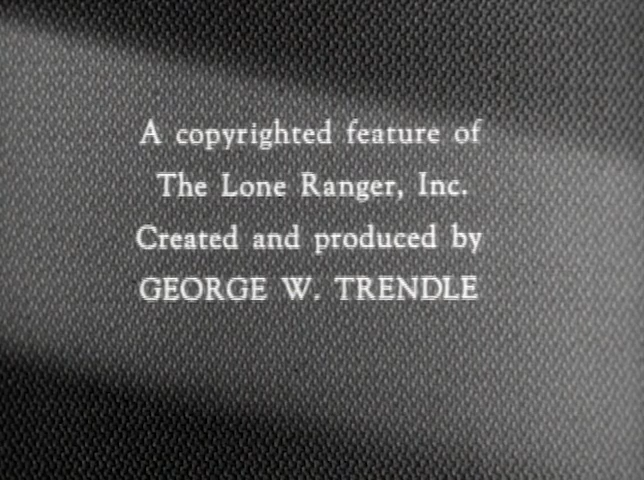 A copyrighted feature of
The Lone Ranger, Inc.
Created and produced by
GEORGE W. TRENDLE